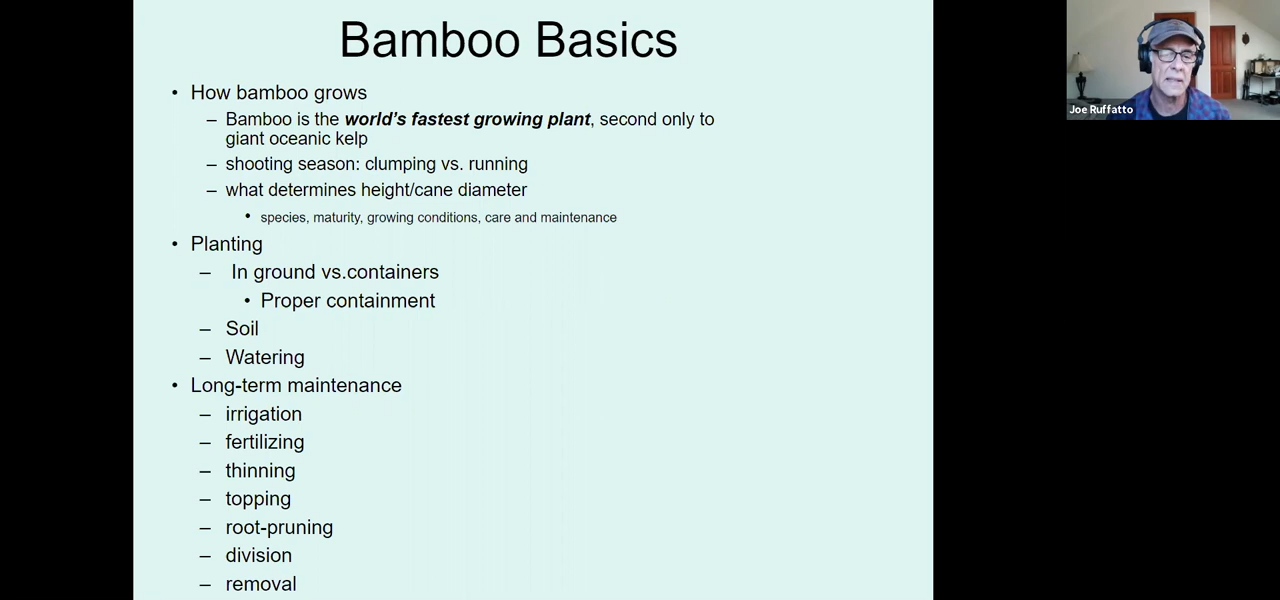 Bamboo Basics
• How bamboo grows
– Bamboo is the world's fastest growing plant, second only to
giant oceanic kelp
– shooting season: clumping vs. running
– what determines height/cane diameter
• species, maturity, growing conditions, care and maintenance
• Planting
– In ground vs.containers
• Proper containment
– Soil
– Watering
• Long-term maintenance
– irrigation
– fertilizing
– thinning
– topping
– root-pruning
– division
– removal
Joe Ruffatto